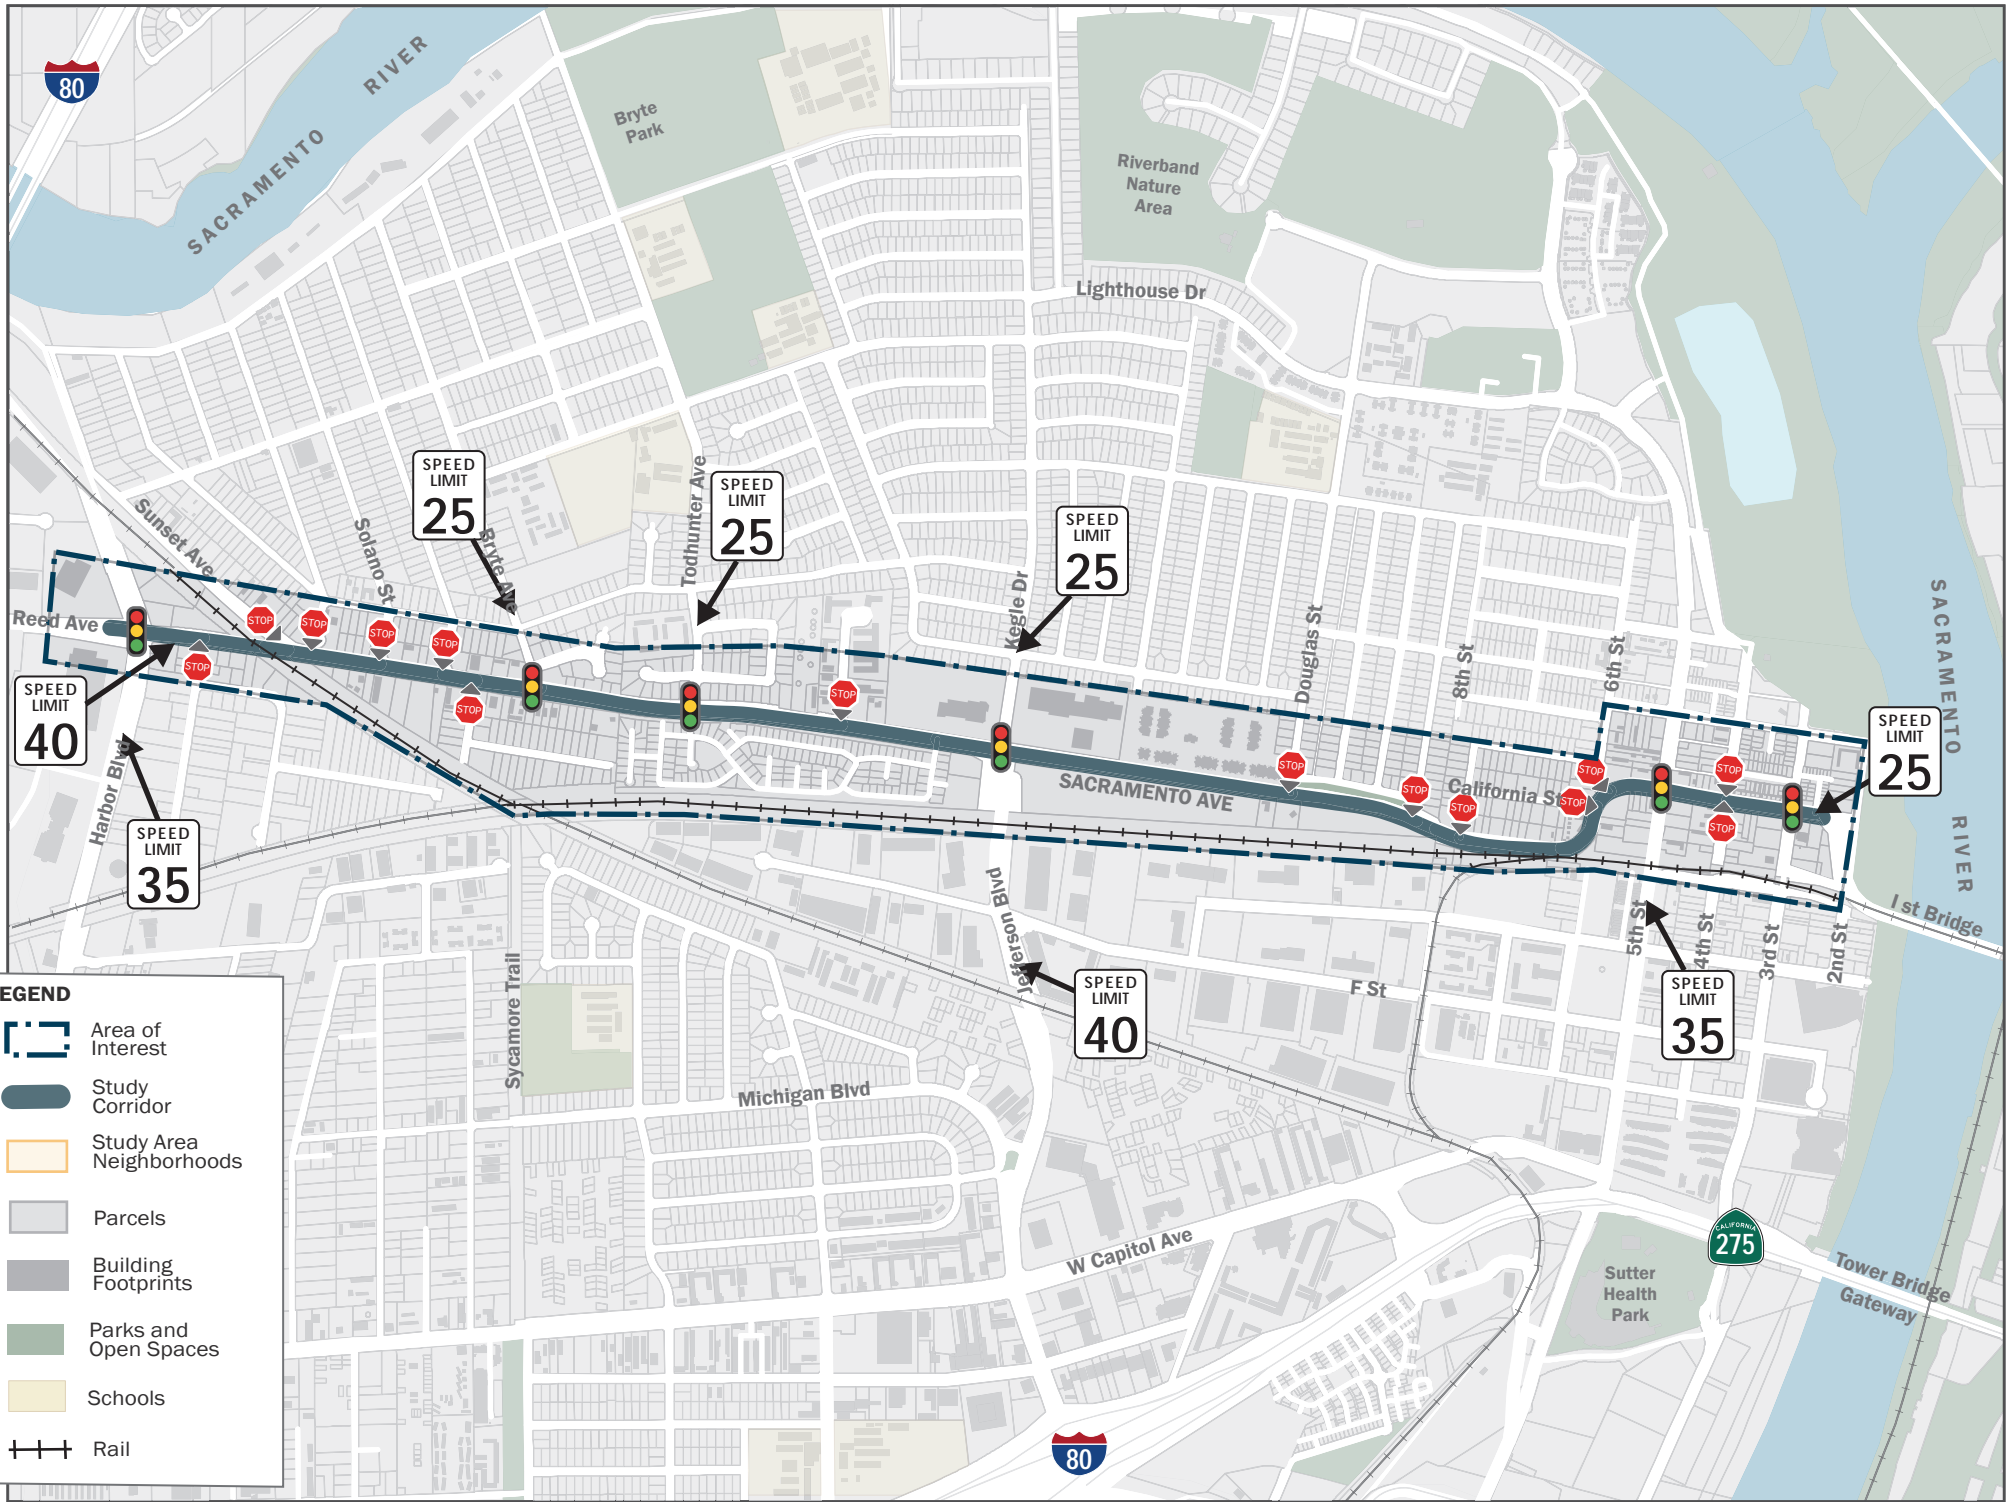 80
SACRAMENTO RIVER
Bryte
Park
Riverband
Nature
Area
Lighthouse Dr
SPEED
LIMIT
25
SPEED
LIMIT
25
SPEED
LIMIT
25
Sunset Ave
Solano St
Bryte Ave
Todhunter Ave
Kegle Dr
Douglas St
8th St
6th St
SACRAMENTO RIVER
Reed Ave
STOP
STOP
STOP
STOP
STOP
STOP
STOP
STOP
STOP
STOP
STOP
STOP
STOP
STOP
SPEED
LIMIT
40
SPEED
LIMIT
25
SACRAMENTO AVE
California St
Harbor Blvd
SPEED
LIMIT
35
Jefferson Blvd
5th St
4th St
3rd St
2nd St
I st Bridge
SPEED
LIMIT
40
SPEED
LIMIT
35
F St
Sycamore Trail
Michigan Blvd
W Capitol Ave
CALIFORNIA
275
Tower Bridge
Gateway
Sutter
Health
Park
80
EGEND
Area of
Interest
Study
Corridor
Study Area
Neighborhoods
Parcels
Building
Footprints
Parks and
Open Spaces
Schools
Rail